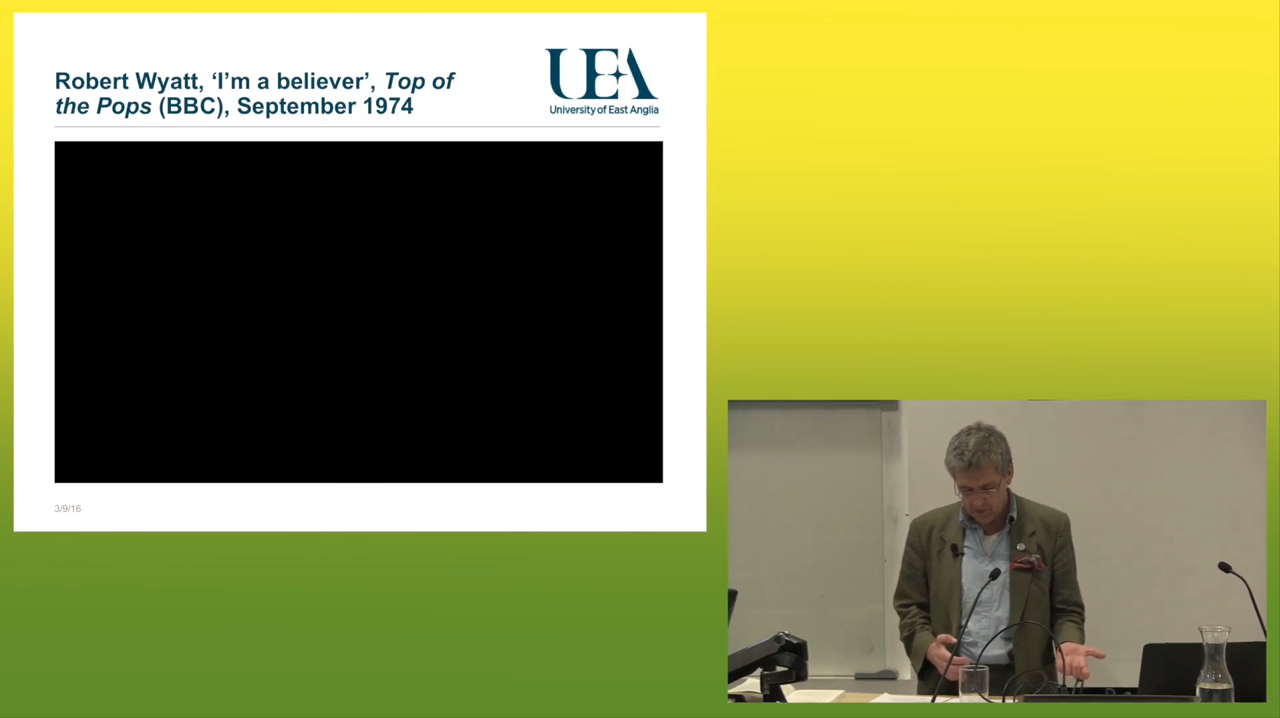 Robert Wyatt, ‘I’m a believer’, Top of
the Pops (BBC), September 1974
UEA
University of East Anglia
3/9/16